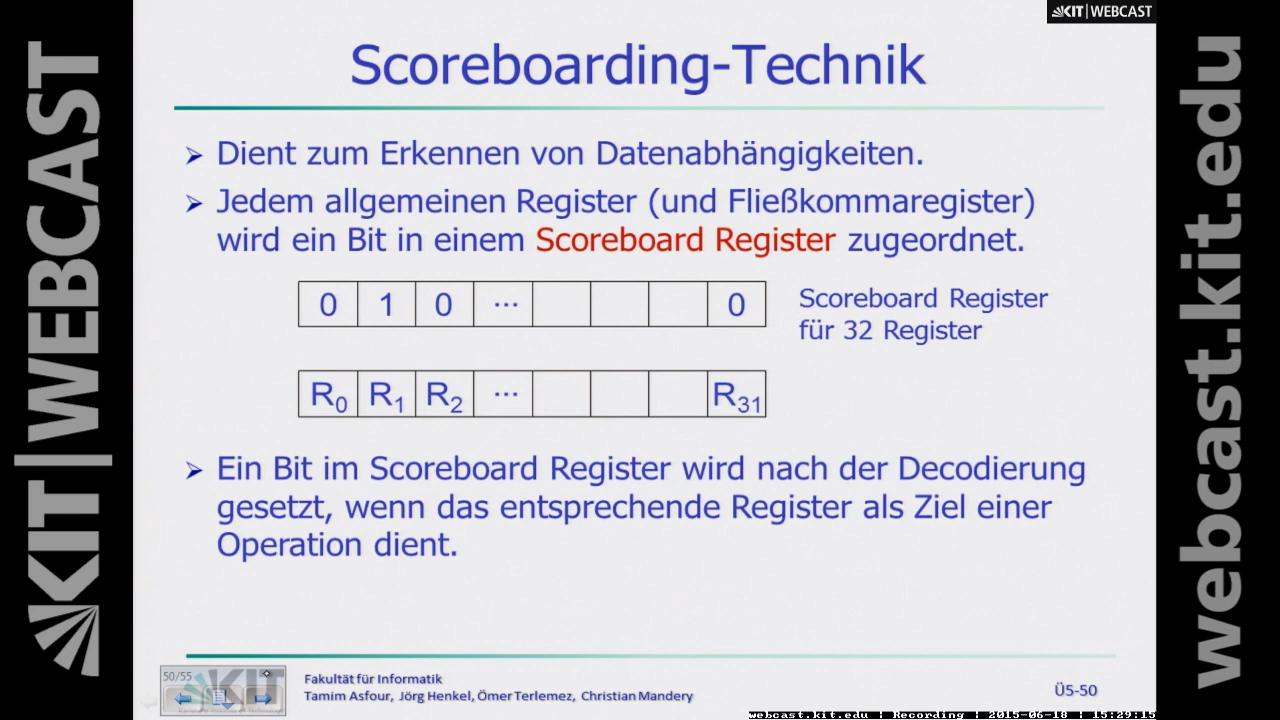 KIT | WEBCAST
Scoreboarding-Technik
Dient zum Erkennen von Datenabhängigkeiten.
Jedem allgemeinen Register (und Fließkommaregister)
wird ein Bit in einem Scoreboard Register zugeordnet.
0 1 0 ... 0
Scoreboard Register
für 32 Register
R0 R1 R2 ... R31
Ein Bit im Scoreboard Register wird nach der Decodierung
gesetzt, wenn das entsprechende Register als Ziel einer
Operation dient.
50/55
KIT
Fakultät für Informatik
Tamim Asfour, Jörg Henkel, Ömer Terlemez, Christian Mandery
Ü5-50
webcast.kit.edu | Recording | 2015-06-18 | 15:29:15
KIT | WEBCAST
webcast.kit.edu